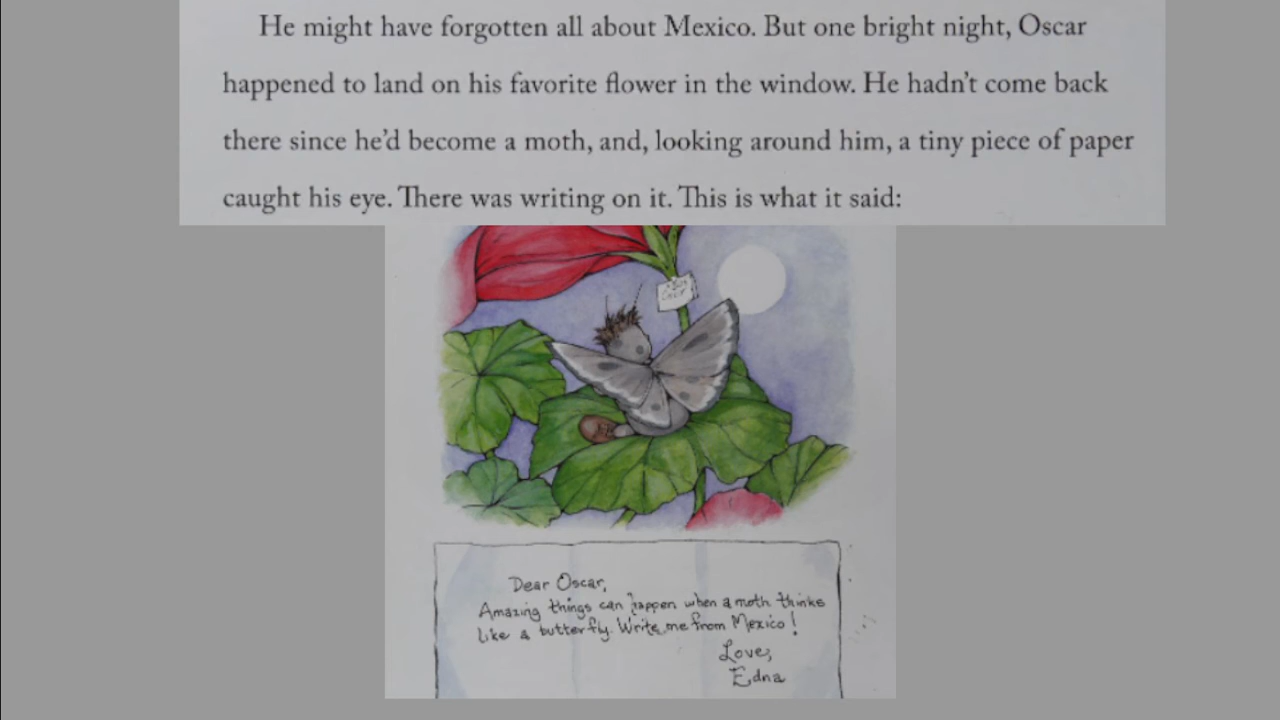 He might have forgotten all about Mexico. But one bright night, Oscar
happened to land on his favorite flower in the window. He hadn't come back
there since he'd become a moth, and, looking around him, a tiny piece of paper
caught his eye. There was writing on it. This is what it said:
Dear Oscar,
Amazing things can happen when a moth thinks
like a butterfly. Write me from Mexico!
Love,
Edna